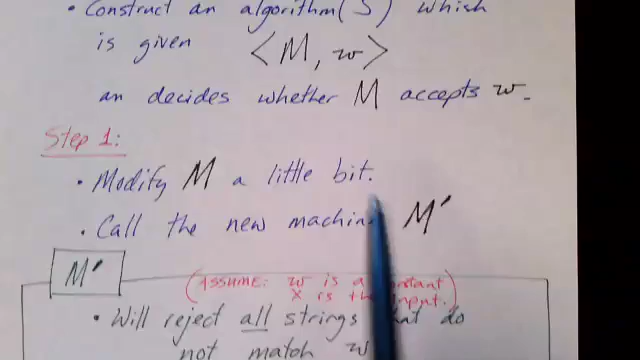 • Construct an algorithm(S) which
is given <M, w>
an decides whether M accepts w.
Step 1:
• Modify M a little bit.
• Call the new machine M'
M'
(ASSUME: w is a constant
x is the input.)
• Will reject all strings that do
not match w